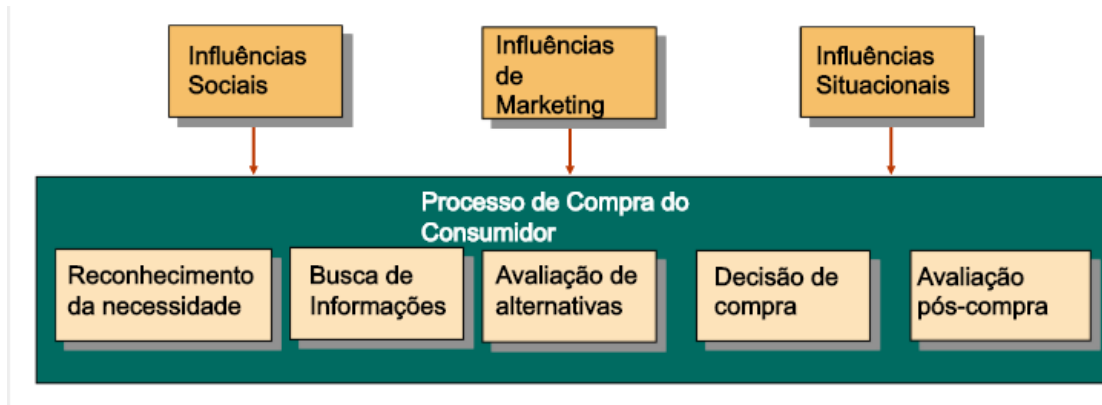 Influências
Sociais
Influências
de
Marketing
Influências
Situacionais
Processo de Compra do
Consumidor
Reconhecimento
da necessidade
Busca de
Informações
Avaliação de
alternativas
Decisão de
compra
Avaliação
pós-compra